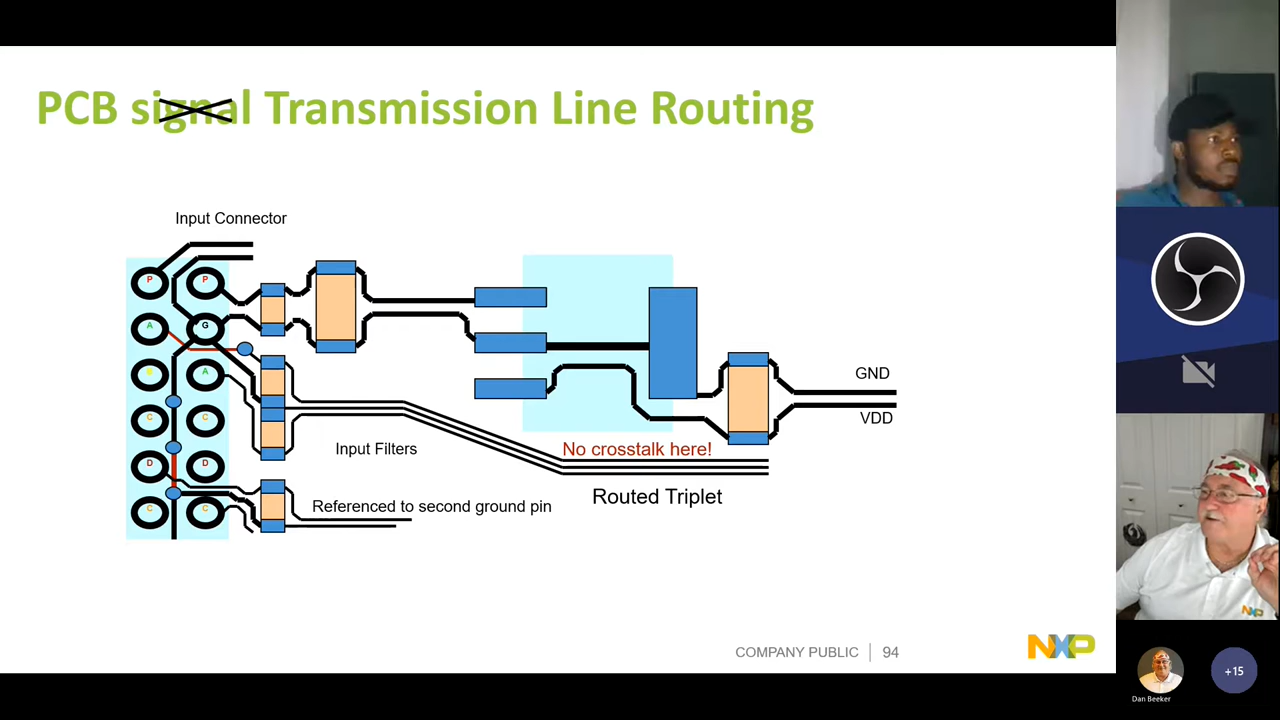 PCB signal Transmission Line Routing
Input Connector
P P
A G
A
C C
D D
C C
GND
VDD
No crosstalk here!
Input Filters
Routed Triplet
Referenced to second ground pin
COMPANY PUBLIC | 94
NXP
NXP
Dan Beeker
+15